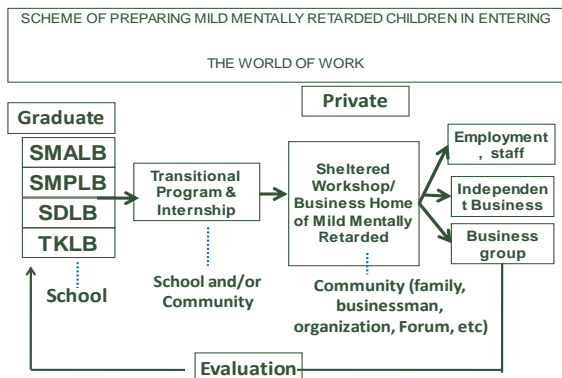 SCHEME OF PREPARING MILD MENTALLY RETARDED CHILDREN IN ENTERING
THE WORLD OF WORK
Private
Graduate
SMALB
SMPLB
SDLB
TKLB
School
Transitional
Program &
Internship
School and/or
Community
Sheltered
Workshop/
Business Home
of Mild Mentally
Retarded
Community (family,
businessman,
organization, Forum, etc)
Employment
, staff
Independen
t Business
Business
group
Evaluation